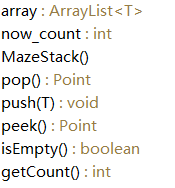 array : ArrayList<T>
now_count : int
MazeStack()
pop() : Point
push(T) : void
peek() : Point
isEmpty() : boolean
getCount() : int